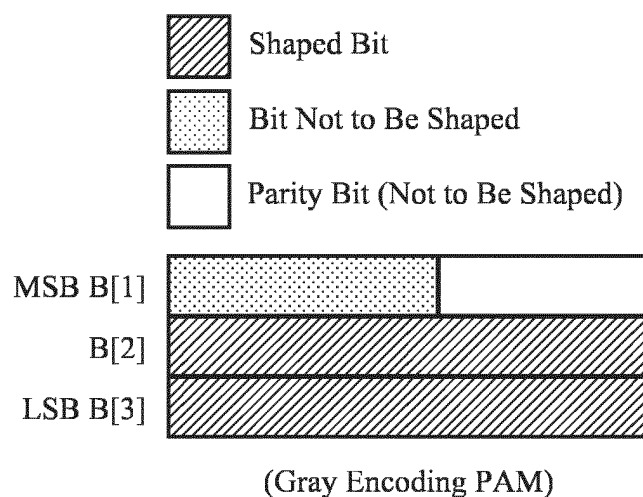 Shaped Bit
Bit Not to Be Shaped
Parity Bit (Not to Be Shaped)
MSB B[1]
B[2]
LSB B[3]
(Gray Encoding PAM)